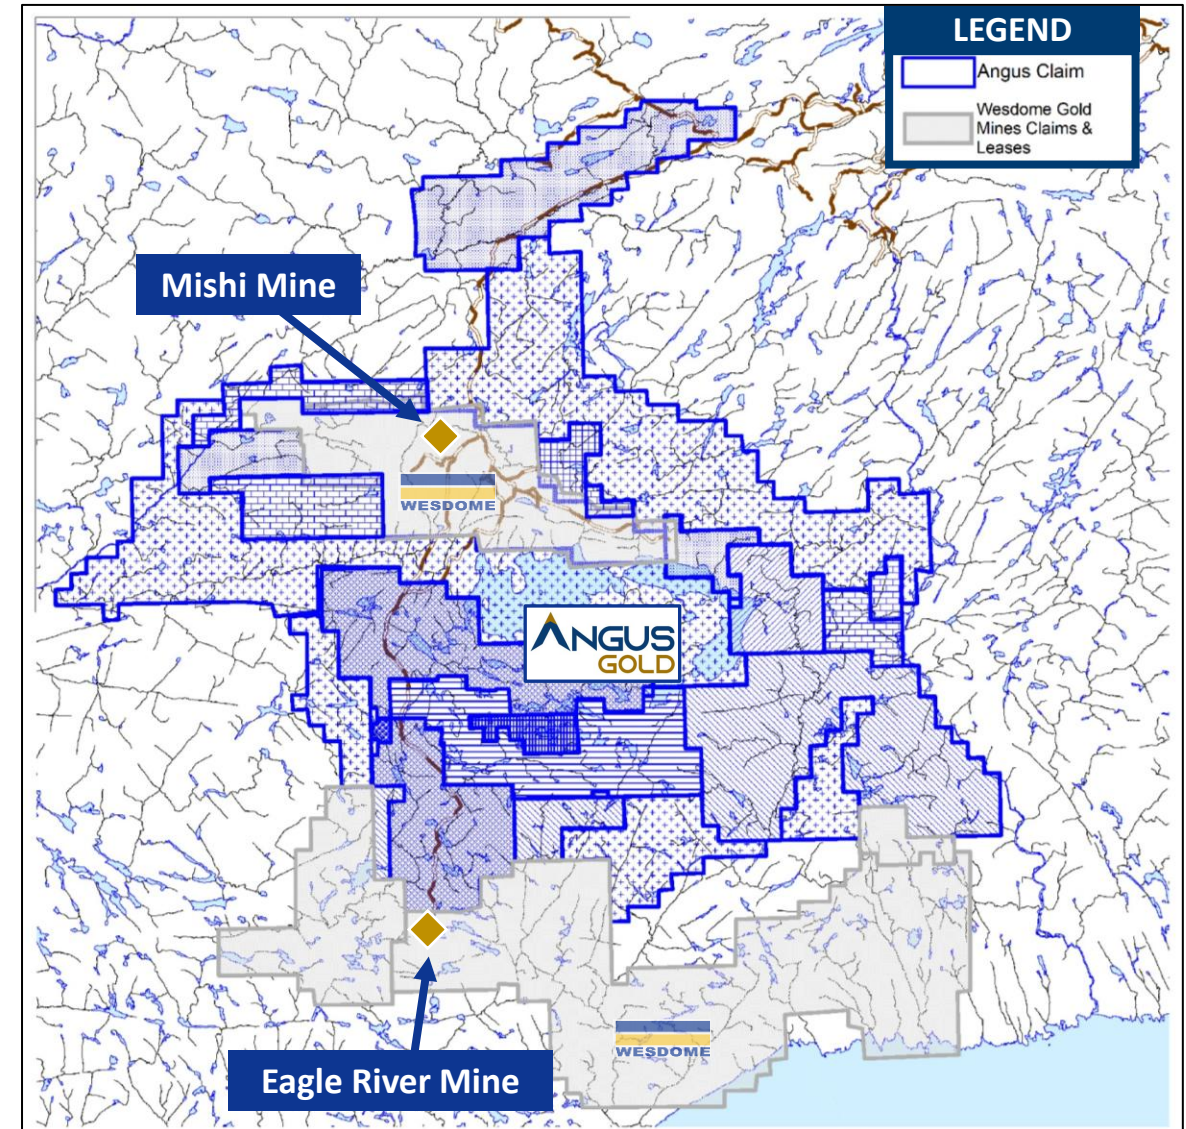 LEGEND
Angus Claim
Wesdome Gold
Mines Claims &
Leases
Mishi Mine
WESDOME
ANGUS
GOLD
WESDOME
Eagle River Mine